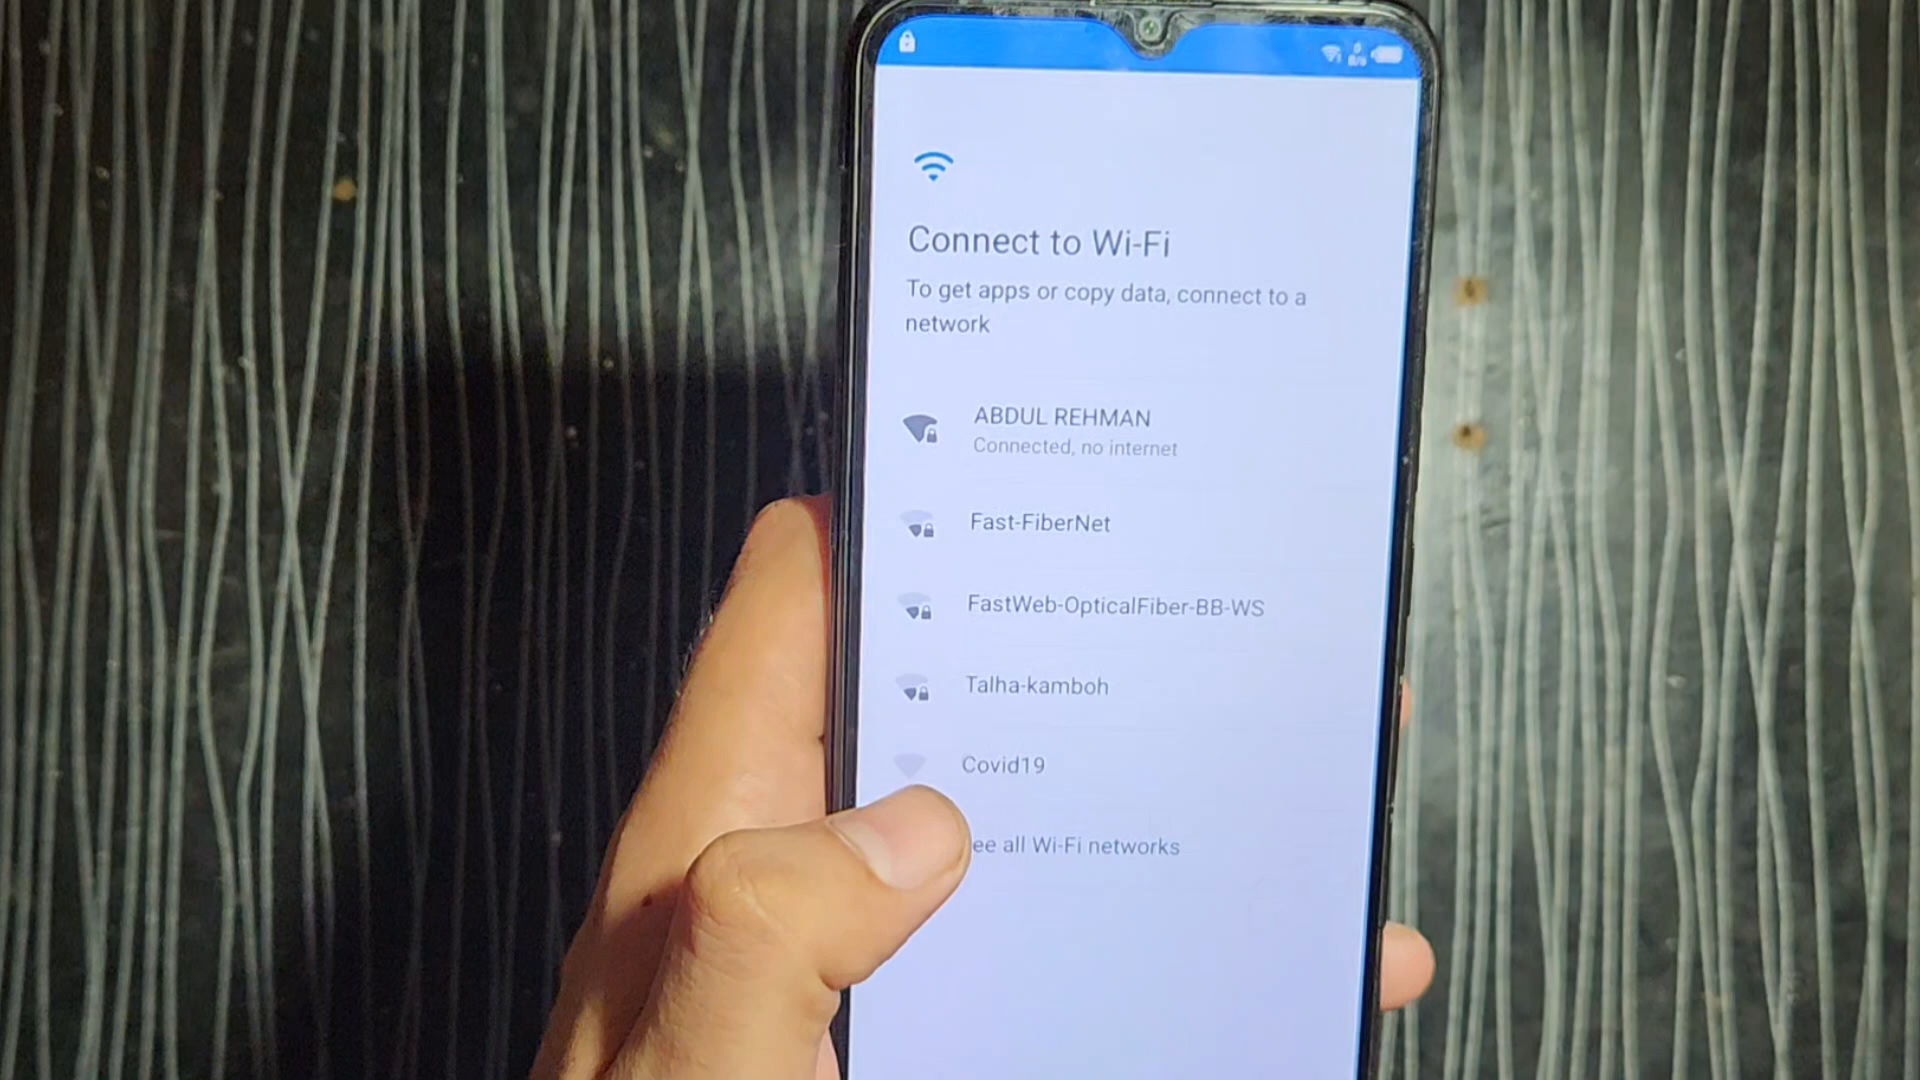 Connect to Wi-Fi
To get apps or copy data, connect to a
network
ABDUL REHMAN
Connected, no internet
Fast-FiberNet
FastWeb-OpticalFiber-BB-WS
Talha-kamboh
Covid19
ee all Wi-Fi networks